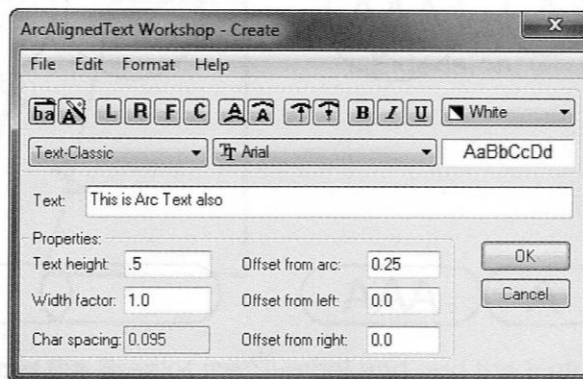 ArcAlignedText Workshop - Create
X
File Edit Format Help
ba A L R F C A A T T B I U White
Text-Classic Arial AaBbCcDd
Text: This is Arc Text also
Properties:
Text height: .5 Offset from arc: 0.25 OK
Width factor: 1.0 Offset from left: 0.0 Cancel
Char spacing: 0.095 Offset from right: 0.0